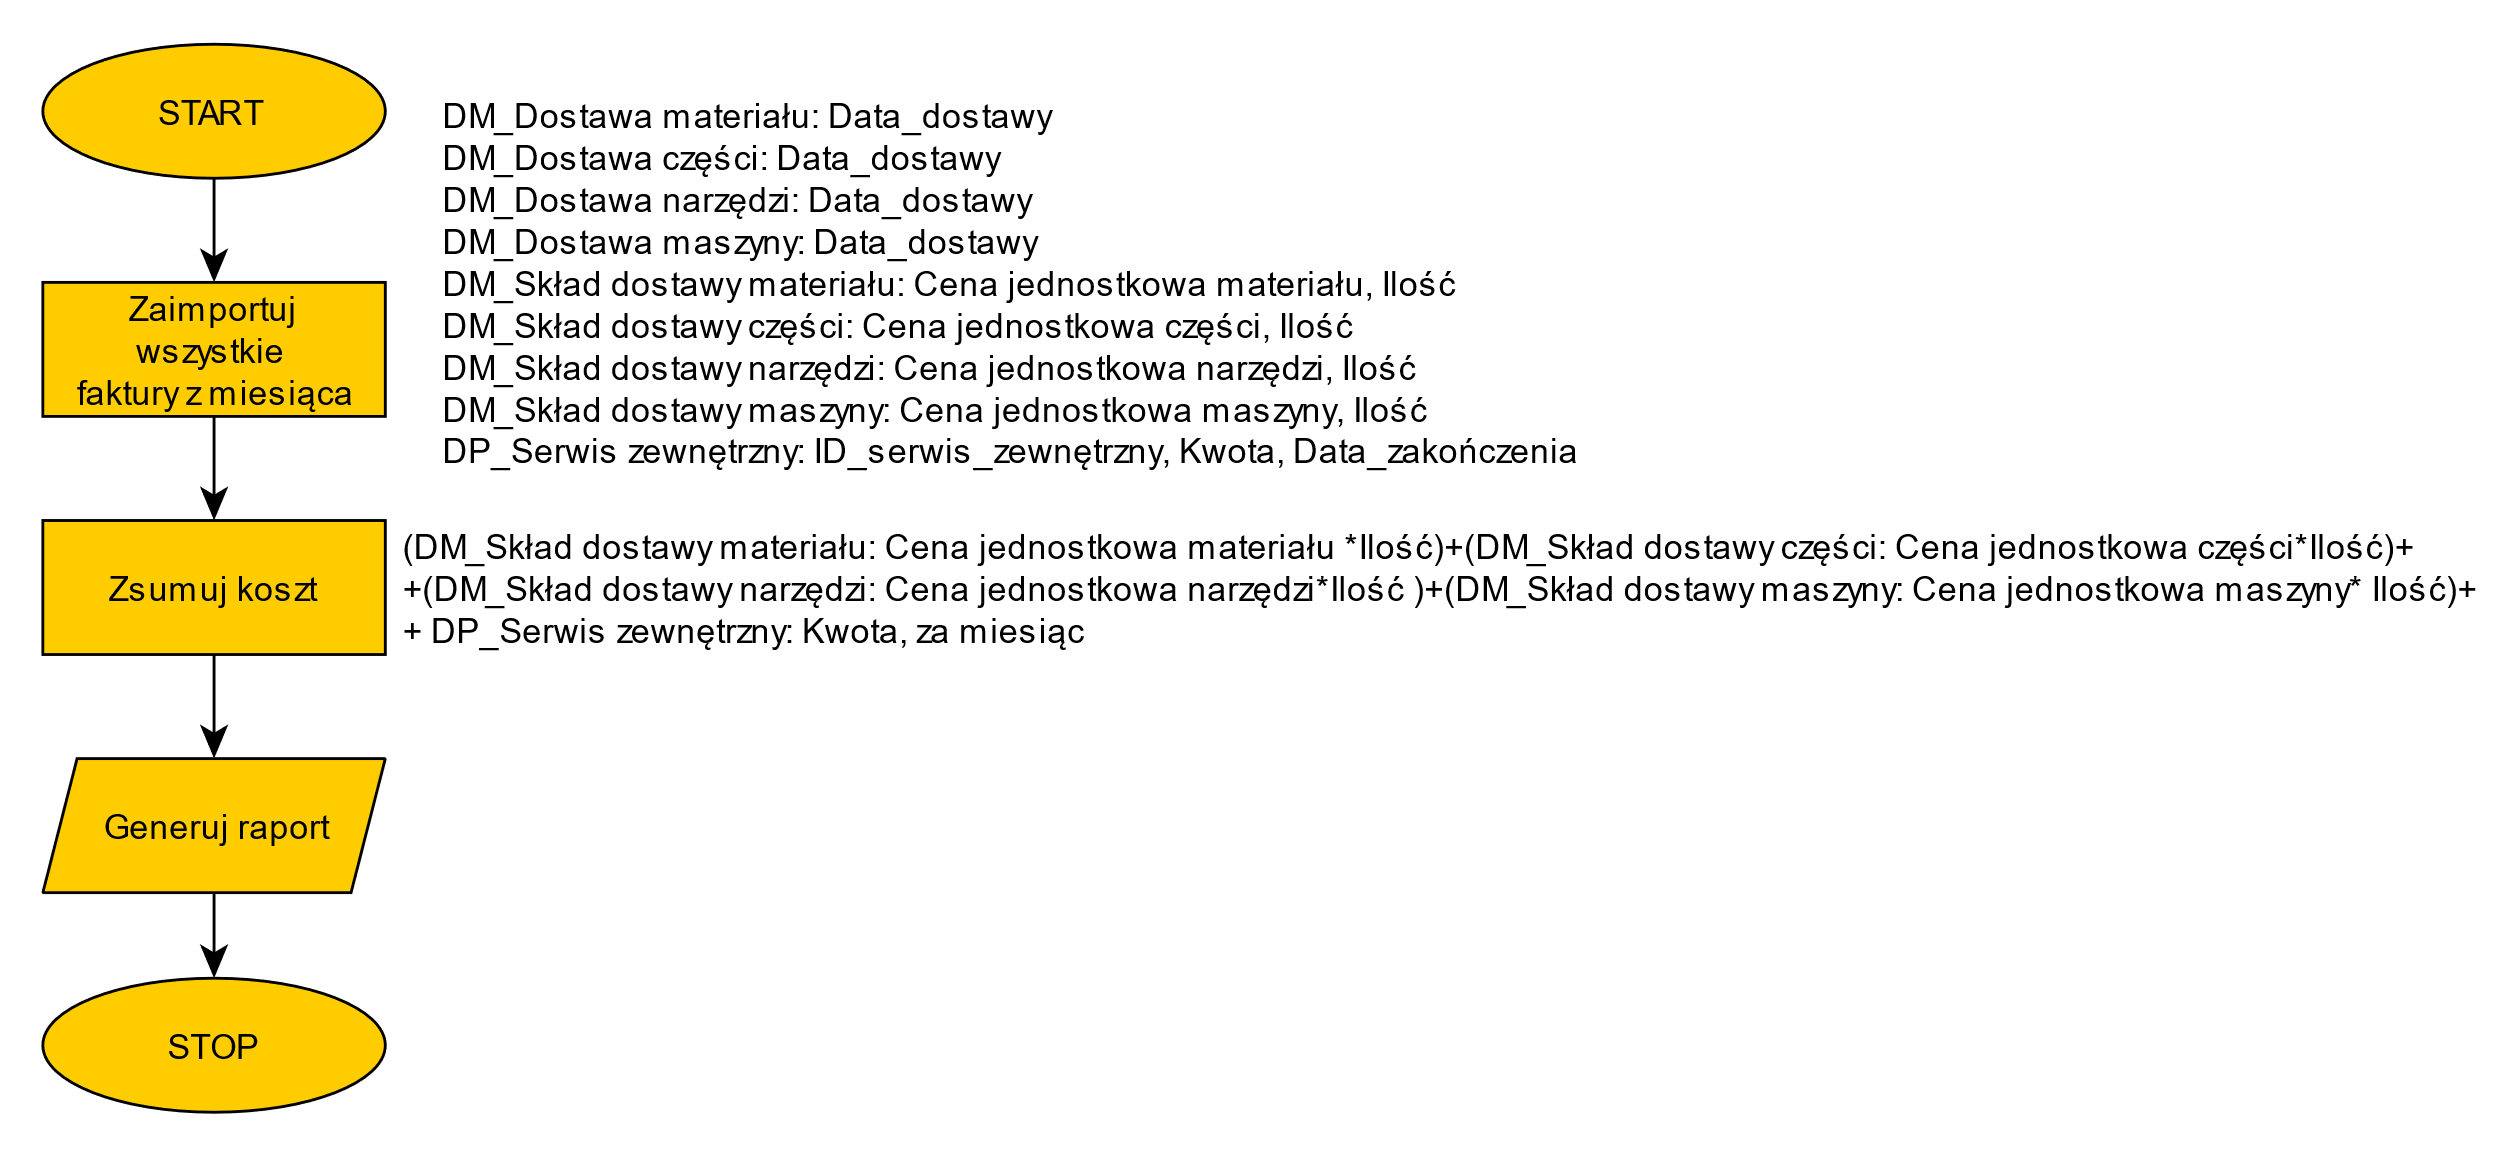 START
DM_Dostawa materiału: Data_dostawy
DM_Dostawa części: Data_dostawy
DM_Dostawa narzędzi: Data_dostawy
DM_Dostawa maszyny: Data_dostawy
DM_Skład dostawy materiału: Cena jednostkowa materiału, Ilość
DM_Skład dostawy części: Cena jednostkowa części, Ilość
DM_Skład dostawy narzędzi: Cena jednostkowa narzędzi, Ilość
DM_Skład dostawy maszyny: Cena jednostkowa maszyny, Ilość
DP_Serwis zewnętrzny: ID_serwis_zewnętrzny, Kwota, Data_zakończenia
Zaimportuj
wszystkie
faktury z miesiąca
Zsumuj koszt
(DM_Skład dostawy materiału: Cena jednostkowa materiału *Ilość)+(DM_Skład dostawy części: Cena jednostkowa części*Ilość)+
+(DM_Skład dostawy narzędzi: Cena jednostkowa narzędzi*Ilość )+(DM_Skład dostawy maszyny: Cena jednostkowa maszyny* Ilość)+
+ DP_Serwis zewnętrzny: Kwota, za miesiąc
Generuj raport
STOP